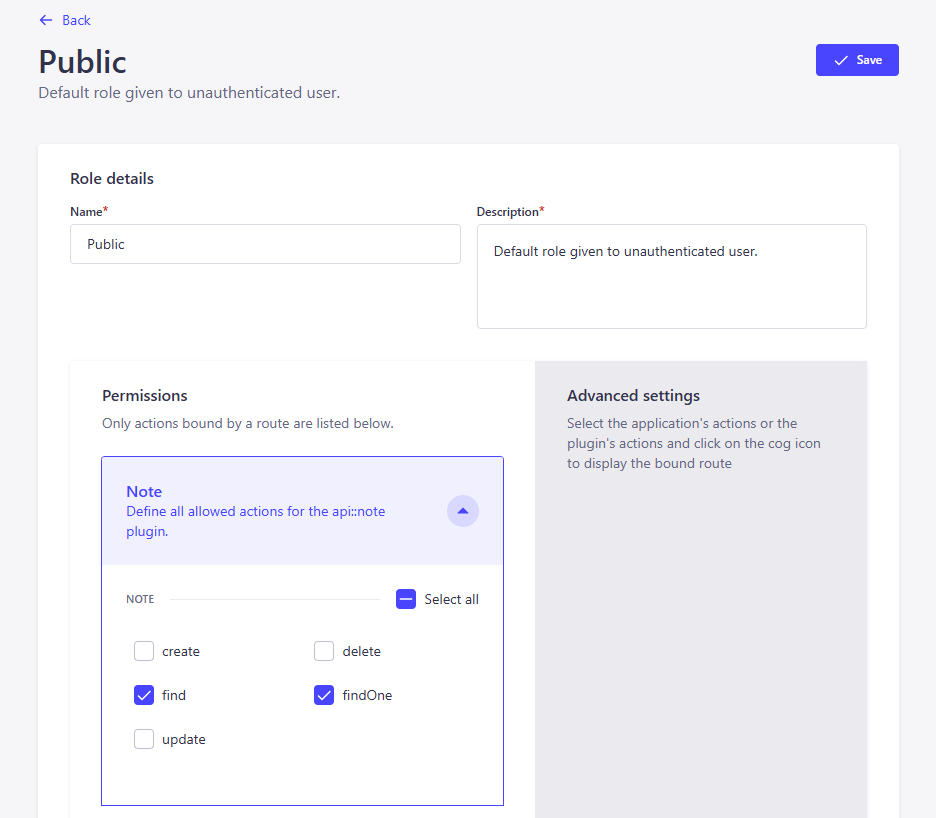 Back
Public
Save
Default role given to unauthenticated user.
Role details
Name*
Description*
Public
Default role given to unauthenticated user.
Permissions
Only actions bound by a route are listed below.
Advanced settings
Select the application's actions or the
plugin's actions and click on the cog icon
to display the bound route
Note
Define all allowed actions for the api::note
plugin.
NOTE
Select all
create
delete
find
findOne
update